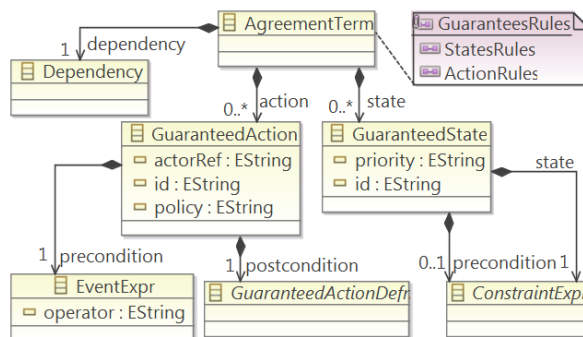 AgreementTerm
GuaranteesRules
StatesRules
ActionRules
1 dependency
Dependency
0..* action
0..* state
GuaranteedAction
actorRef : EString
id : EString
policy : EString
GuaranteedState
priority : EString
id : EString
state
1 precondition
1 postcondition
0..1 precondition
1
EventExpr
operator : EString
GuaranteedActionDefn
ConstraintExpr